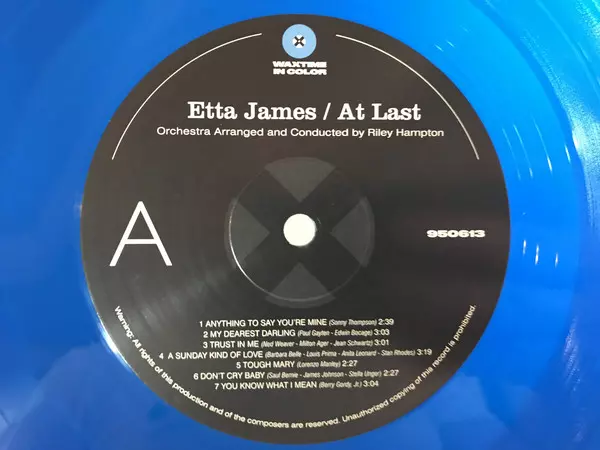 WAXTIME
IN COLOR
Etta James / At Last
Orchestra Arranged and Conducted by Riley Hampton
A
950613
1 ANYTHING TO SAY YOU'RE MINE (Sonny Thompson) 2:39
2 MY DEAREST DARLING (Paul Gayten - Edwin Bocage) 3:03
3 TRUST IN ME (Ned Weaver - Milton Ager - Jean Schwartz) 3:01
4 A SUNDAY KIND OF LOVE (Barbara Belle - Louis Prima - Anita Leonard - Stan Rhodes) 3:19
5 TOUGH MARY (Lorenzo Manley) 2:27
6 DON'T CRY BABY (Saul Bernie - James Johnson - Stella Unger) 2:27
7 YOU KNOW WHAT I MEAN (Berry Gordy, Jr.) 3:04
Warning: All rights of this production and of the composers are reserved. Unauthorized copying of this record is prohibited.